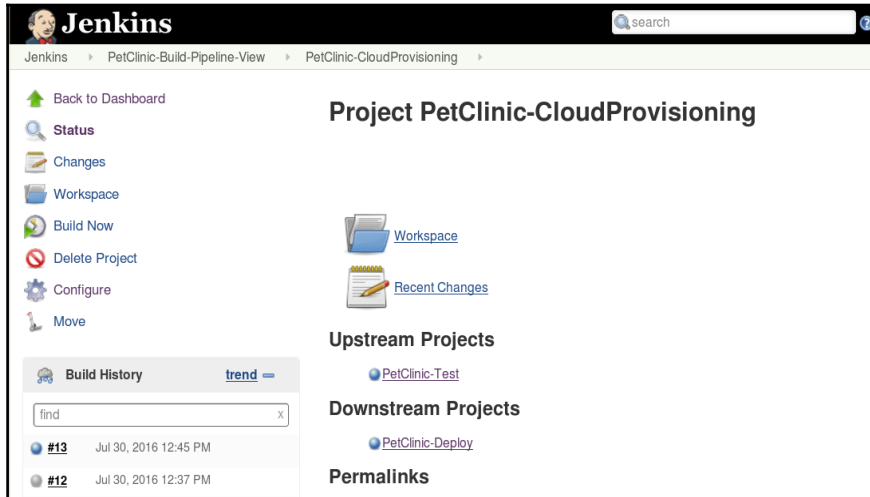 Jenkins
search
Jenkins PetClinic-Build-Pipeline-View PetClinic-CloudProvisioning
Back to Dashboard
Status
Changes
Workspace
Build Now
Delete Project
Configure
Move
Build History trend
find x
#13 Jul 30, 2016 12:45 PM
#12 Jul 30, 2016 12:37 PM
Project PetClinic-CloudProvisioning
Workspace
Recent Changes
Upstream Projects
PetClinic-Test
Downstream Projects
PetClinic-Deploy
Permalinks